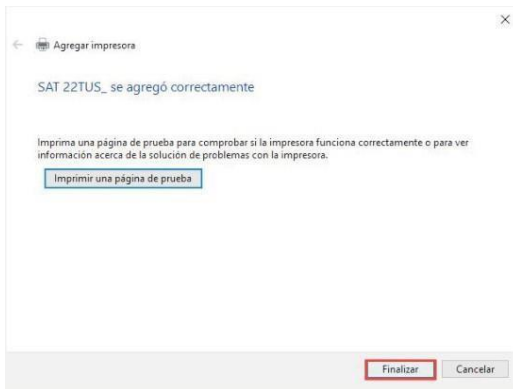 Agregar impresora
SAT 22TUS_ se agregó correctamente
Imprima una página de prueba para comprobar si la impresora funciona correctamente o para ver
información acerca de la solución de problemas con la impresora.
Imprimir una página de prueba
Finalizar Cancelar